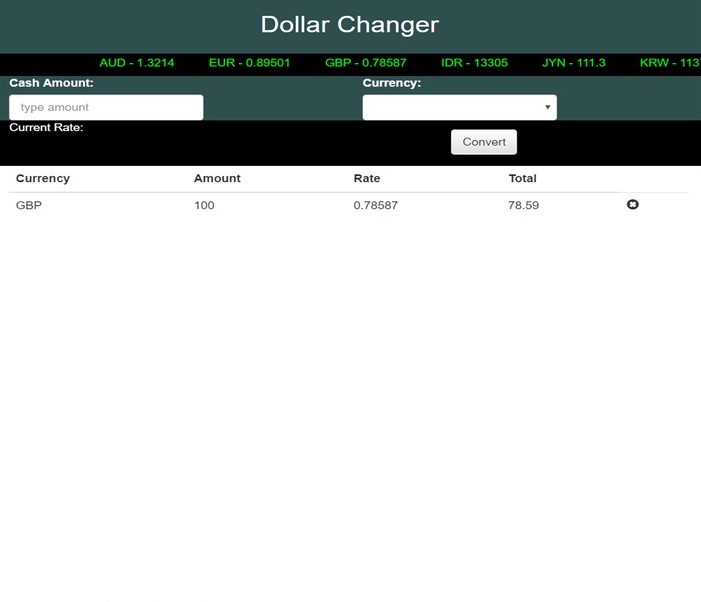 Dollar Changer
AUD - 1.3214 EUR - 0.89501 GBP - 0.78587 IDR - 13305 JYN - 111.3 KRW - 113
Cash Amount: Currency:
type amount
Current Rate:
Convert
Currency Amount Rate Total
GBP 100 0.78587 78.59